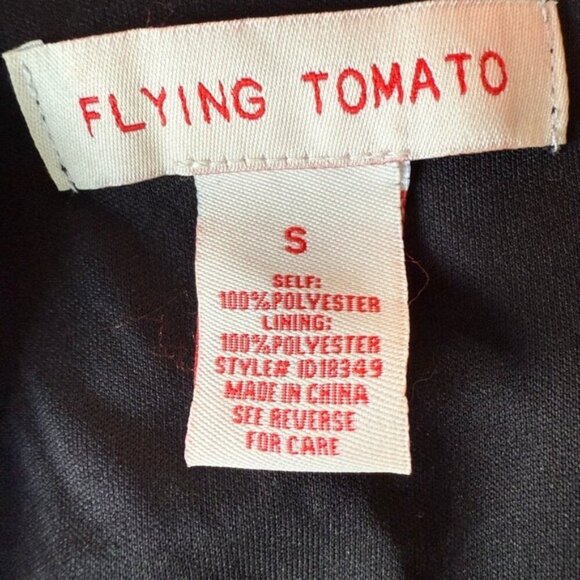 FLYING TOMATO
S
SELF:
100%POLYESTER
LINING:
100%POLYESTER
STYLE# ID18349
MADE IN CHINA
SEE REVERSE
FOR CARE